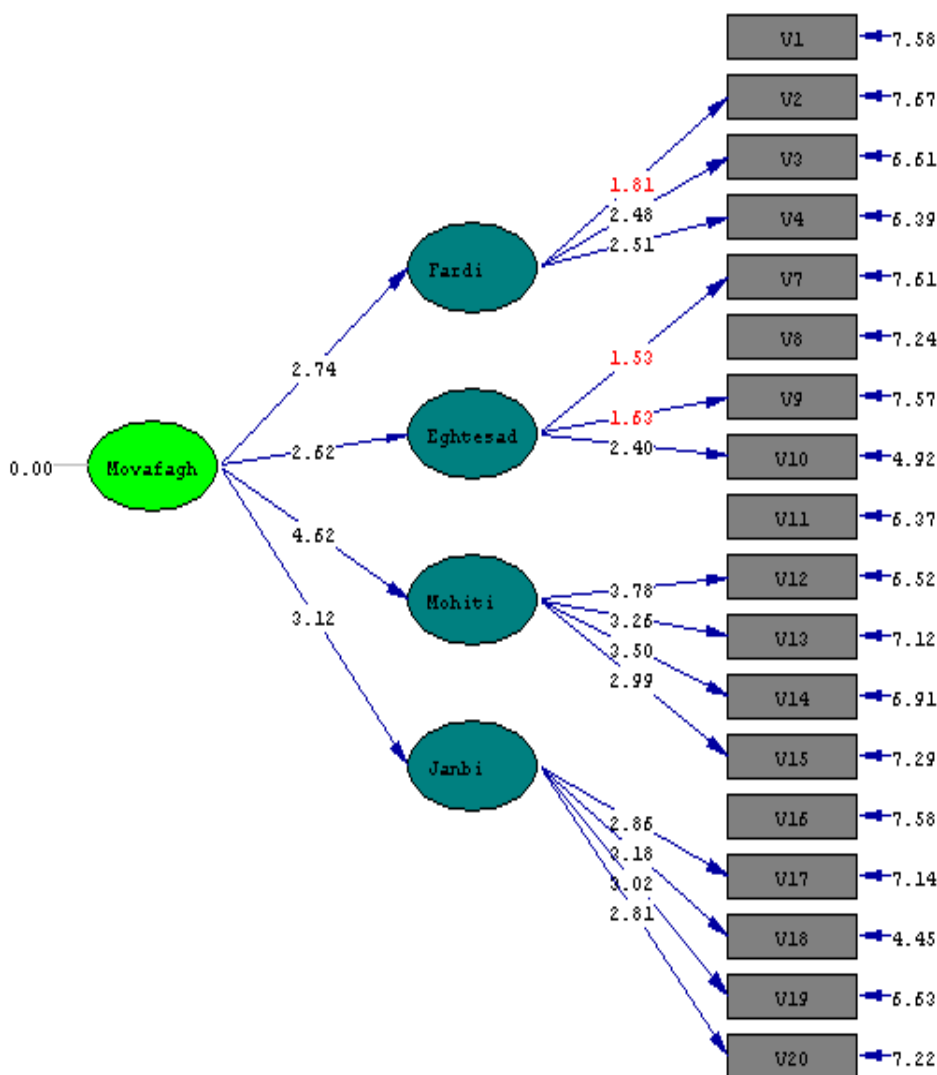 V1 7.58
V2 7.67
V3 6.61
1.81
2.48
V4 6.39
2.51
Fardi
V7 7.61
V8 7.24
1.53
2.74
V9 7.57
1.63
Eghtesad
2.40
2.62
V10 4.92
0.00 Movafagh
V11 6.37
4.62
V12 6.52
3.78
Mohiti
3.12
3.26
V13 7.12
3.50
2.99
V14 6.91
V15 7.29
Janbi
V16 7.58
2.86
3.18
V17 7.14
3.02
2.81
V18 4.45
V19 6.63
V20 7.22